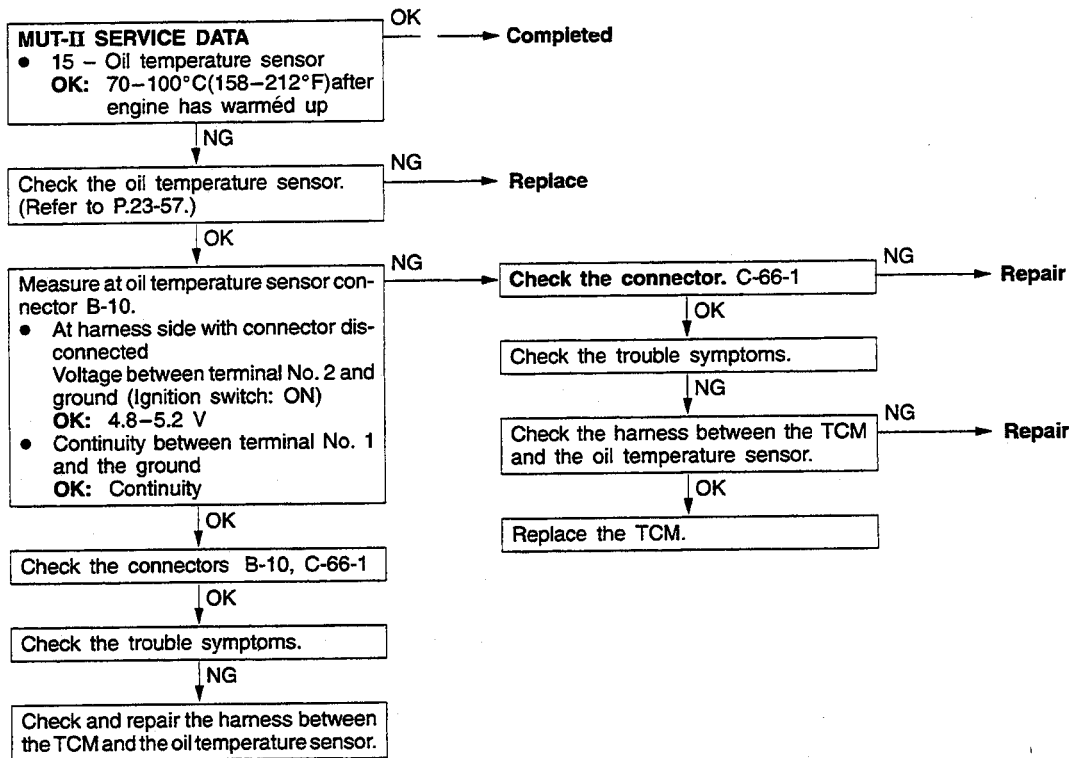 MUT-II SERVICE DATA
● 15 – Oil temperature sensor
OK: 70–100°C(158–212°F)after
engine has warméd up
OK
Completed
NG
Check the oil temperature sensor.
(Refer to P.23-57.)
NG
Replace
OK
Measure at oil temperature sensor con-
nector B-10.
● At harness side with connector dis-
connected
Voltage between terminal No. 2 and
ground (Ignition switch: ON)
OK: 4.8–5.2 V
● Continuity between terminal No. 1
and the ground
OK: Continuity
NG
Check the connector. C-66-1
NG
Repair
OK
Check the trouble symptoms.
NG
Check the harness between the TCM
and the oil temperature sensor.
NG
Repair
OK
Replace the TCM.
OK
Check the connectors B-10, C-66-1
OK
Check the trouble symptoms.
NG
Check and repair the harness between
the TCM and the oil temperature sensor.